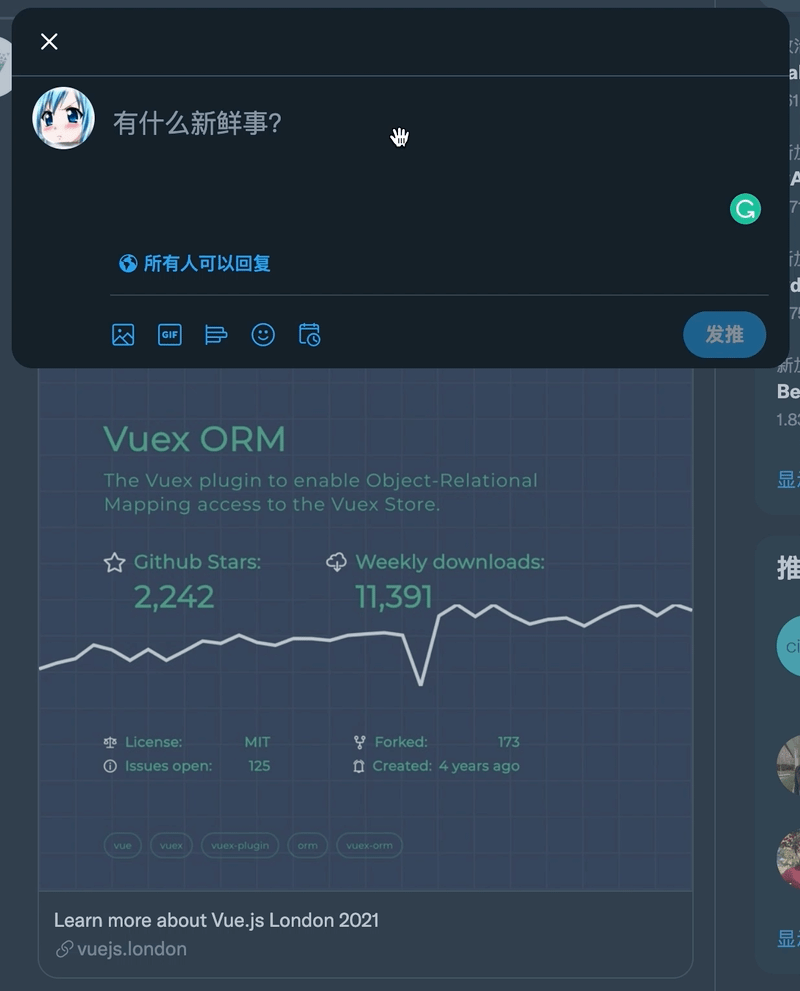 有什么新鲜事?
所有人可以回复
GIF
发推
Vuex ORM
The Vuex plugin to enable Object-Relational
Mapping access to the Vuex Store.
Github Stars:
2,242
Weekly downloads:
11,391
License: MIT
Forked: 173
Issues open: 125
Created: 4 years ago
vue
vuex
vuex-plugin
orm
vuex-orm
Learn more about Vue.js London 2021
vuejs.london
Be
1.83
推
ci